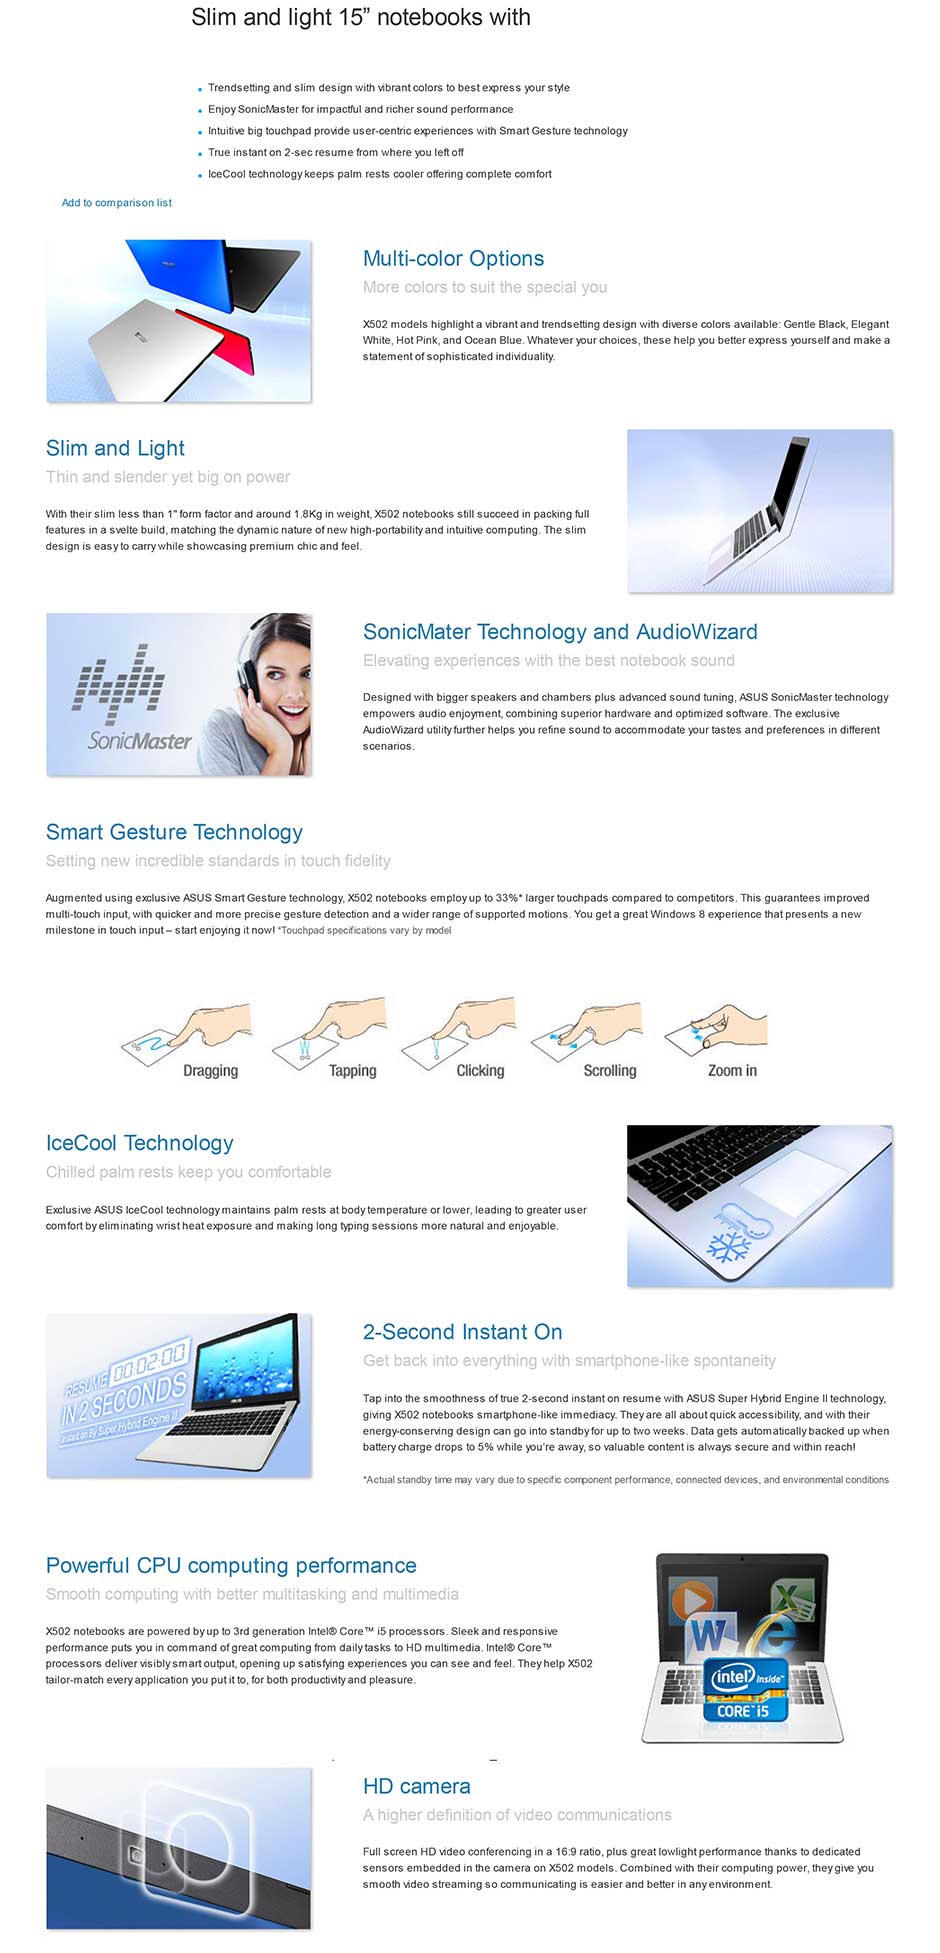 Slim and light 15” notebooks with
Trendsetting and slim design with vibrant colors to best express your style
Enjoy SonicMaster for impactful and richer sound performance
Intuitive big touchpad provide user-centric experiences with Smart Gesture technology
True instant on 2-sec resume from where you left off
IceCool technology keeps palm rests cooler offering complete comfort
Add to comparison list
Multi-color Options
More colors to suit the special you
X502 models highlight a vibrant and trendsetting design with diverse colors available: Gentle Black, Elegant
White, Hot Pink, and Ocean Blue. Whatever your choices, these help you better express yourself and make a
statement of sophisticated individuality.
Slim and Light
Thin and slender yet big on power
With their slim less than 1" form factor and around 1.8Kg in weight, X502 notebooks still succeed in packing full
features in a svelte build, matching the dynamic nature of new high-portability and intuitive computing. The slim
design is easy to carry while showcasing premium chic and feel.
SonicMaster
SonicMater Technology and AudioWizard
Elevating experiences with the best notebook sound
Designed with bigger speakers and chambers plus advanced sound tuning, ASUS SonicMaster technology
empowers audio enjoyment, combining superior hardware and optimized software. The exclusive
AudioWizard utility further helps you refine sound to accommodate your tastes and preferences in different
scenarios.
Smart Gesture Technology
Setting new incredible standards in touch fidelity
Augmented using exclusive ASUS Smart Gesture technology, X502 notebooks employ up to 33%* larger touchpads compared to competitors. This guarantees improved
multi-touch input, with quicker and more precise gesture detection and a wider range of supported motions. You get a great Windows 8 experience that presents a new
milestone in touch input – start enjoying it now! *Touchpad specifications vary by model
Dragging
Tapping
Clicking
Scrolling
Zoom in
IceCool Technology
Chilled palm rests keep you comfortable
Exclusive ASUS IceCool technology maintains palm rests at body temperature or lower, leading to greater user
comfort by eliminating wrist heat exposure and making long typing sessions more natural and enjoyable.
RESUME 00:02:00
IN 2 SECONDS
Instant on By Super Hybrid Engine II
2-Second Instant On
Get back into everything with smartphone-like spontaneity
Tap into the smoothness of true 2-second instant on resume with ASUS Super Hybrid Engine II technology,
giving X502 notebooks smartphone-like immediacy. They are all about quick accessibility, and with their
energy-conserving design can go into standby for up to two weeks. Data gets automatically backed up when
battery charge drops to 5% while you’re away, so valuable content is always secure and within reach!
*Actual standby time may vary due to specific component performance, connected devices, and environmental conditions
Powerful CPU computing performance
Smooth computing with better multitasking and multimedia
X502 notebooks are powered by up to 3rd generation Intel® Core™ i5 processors. Sleek and responsive
performance puts you in command of great computing from daily tasks to HD multimedia. Intel® Core™
processors deliver visibly smart output, opening up satisfying experiences you can see and feel. They help X502
tailor-match every application you put it to, for both productivity and pleasure.
intel inside™
CORE™ i5
HD camera
A higher definition of video communications
Full screen HD video conferencing in a 16:9 ratio, plus great lowlight performance thanks to dedicated
sensors embedded in the camera on X502 models. Combined with their computing power, they give you
smooth video streaming so communicating is easier and better in any environment.